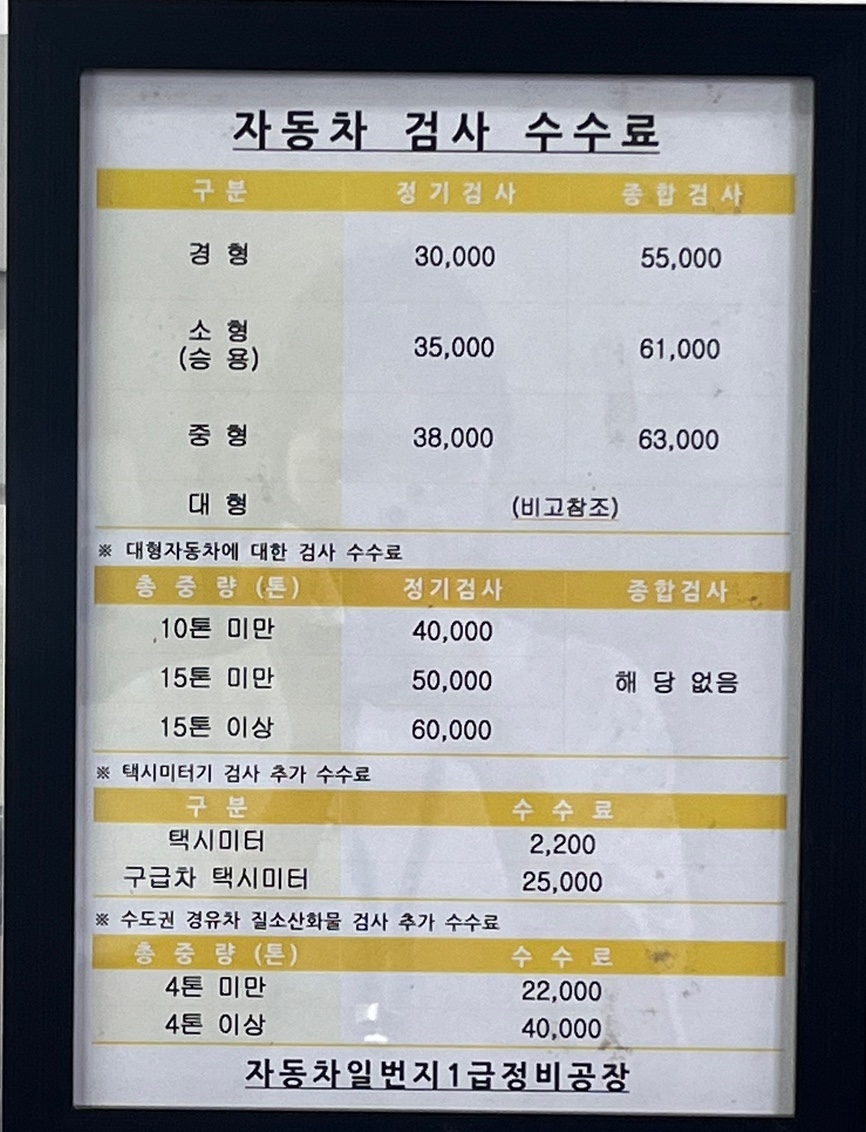 자동차 검사 수수료
구분 정기검사 종합검사
경 형 30,000 55,000
소 형
(승 용) 35,000 61,000
중 형 38,000 63,000
대 형 (비고참조)
※ 대형자동차에 대한 검사 수수료
총 중 량 (톤) 정기검사 종합검사
10톤 미만 40,000
15톤 미만 50,000 해 당 없음
15톤 이상 60,000
※ 택시미터기 검사 추가 수수료
구 분 수 수 료
택시미터 2,200
구급차 택시미터 25,000
※ 수도권 경유차 질소산화물 검사 추가 수수료
총 중 량 (톤) 수 수 료
4톤 미만 22,000
4톤 이상 40,000
자동차일번지1급정비공장